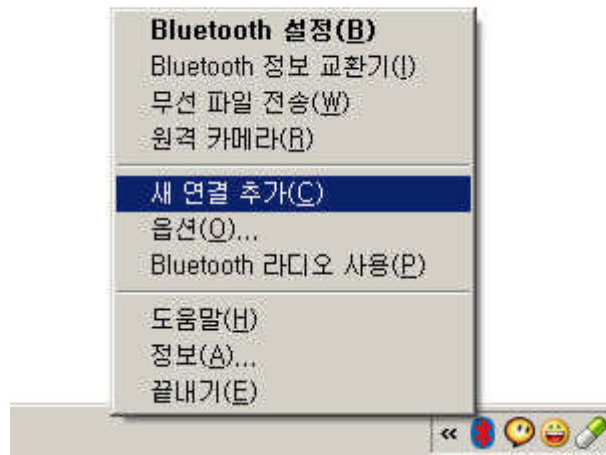 Bluetooth 설정(B)
Bluetooth 정보 교환기(I)
무선 파일 전송(W)
원격 카메라(R)
새 연결 추가(C)
옵션(O)...
Bluetooth 라디오 사용(P)
도움말(H)
정보(A)...
끝내기(E)
«